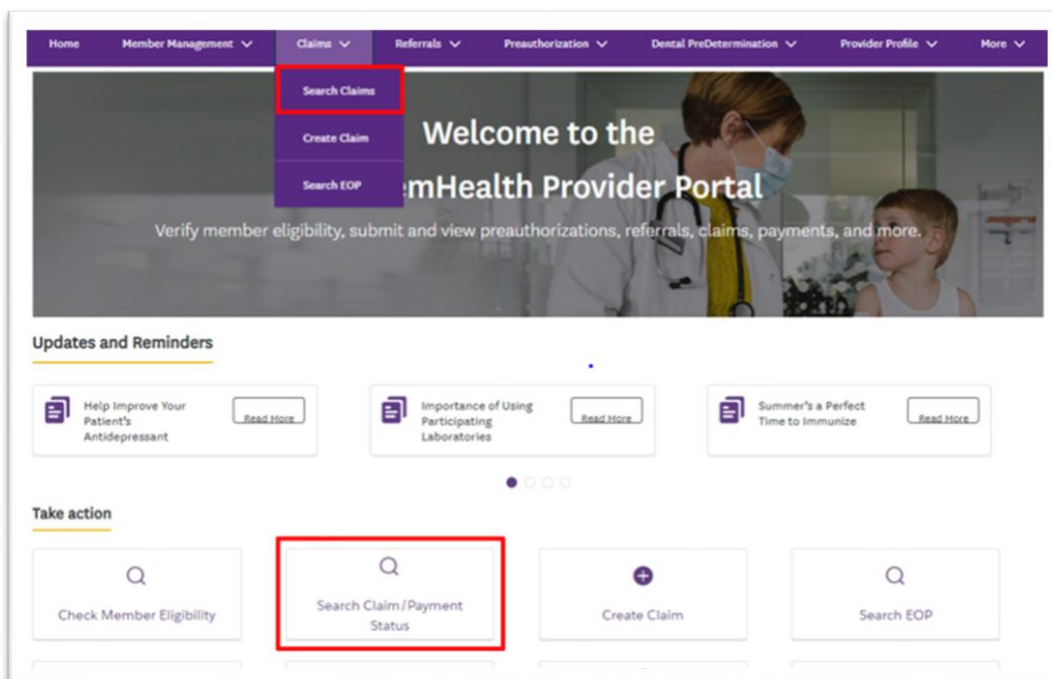 Home Member Management Claims Referrals Preauthorization Dental PreDetermination Provider Profile More
Search Claims
Create Claim
Search EOP
Welcome to the
emHealth Provider Portal
Verify member eligibility, submit and view preauthorizations, referrals, claims, payments, and more.
Updates and Reminders
Help Improve Your
Patient's
Antidepressant
Read More
Importance of Using
Participating
Laboratories
Read More
Summer's a Perfect
Time to Immunize
Read More
Take action
Check Member Eligibility
Search Claim/Payment
Status
Create Claim
Search EOP